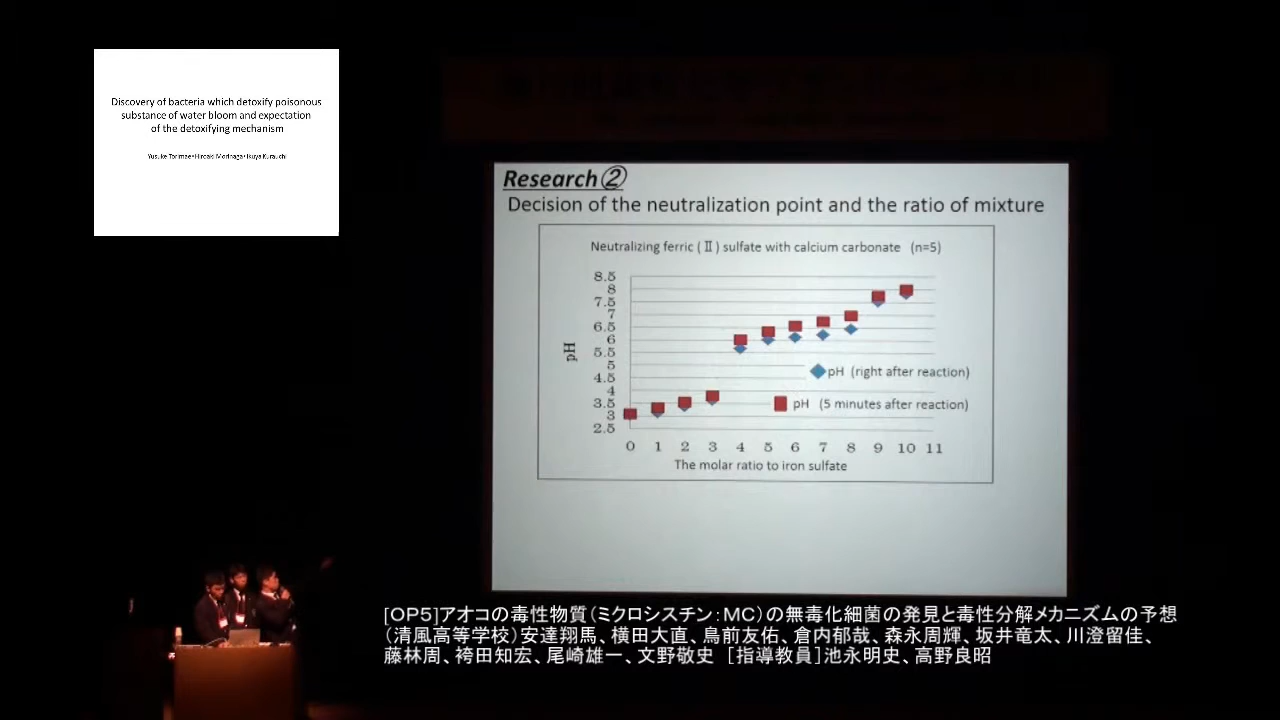 Discovery of bacteria which detoxify poisonous
substance of water bloom and expectation
of the detoxifying mechanism
Yusuke Torimae・Hiroaki Morinaga・Ikuya Kurauchi
Research②
Decision of the neutralization point and the ratio of mixture
Neutralizing ferric (Ⅱ) sulfate with calcium carbonate (n=5)
8.5
8
7.5
7
6.5
6
5.5
5
4.5
4
3.5
3
2.5
pH
pH (right after reaction)
pH (5 minutes after reaction)
0 1 2 3 4 5 6 7 8 9 10 11
The molar ratio to iron sulfate
[OP5]アオコの毒性物質（ミクロシスチン：MC）の無毒化細菌の発見と毒性分解メカニズムの予想
（清風高等学校）安達翔馬、横田大直、鳥前友佑、倉内郁哉、森永周輝、坂井竜太、川澄留佳、
藤林周、袴田知宏、尾崎雄一、文野敬史 ［指導教員］池永明史、高野良昭